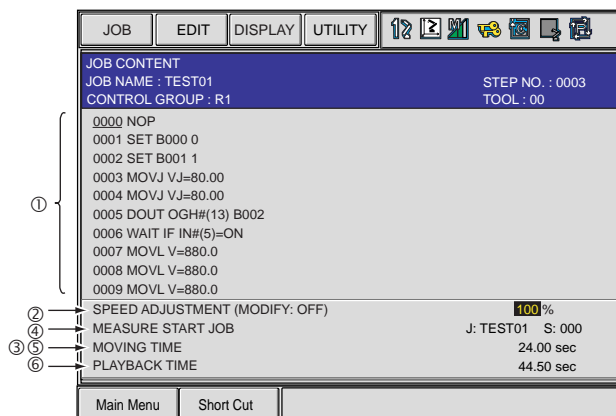 JOB EDIT DISPLAY UTILITY
JOB CONTENT
JOB NAME : TEST01 STEP NO. : 0003
CONTROL GROUP : R1 TOOL : 00
① 0000 NOP
0001 SET B000 0
0002 SET B001 1
0003 MOVJ VJ=80.00
0004 MOVJ VJ=80.00
0005 DOUT OGH#(13) B002
0006 WAIT IF IN#(5)=ON
0007 MOVL V=880.0
0008 MOVL V=880.0
0009 MOVL V=880.0
② SPEED ADJUSTMENT (MODIFY: OFF) 100 %
④ MEASURE START JOB J: TEST01 S: 000
③⑤ MOVING TIME 24.00 sec
⑥ PLAYBACK TIME 44.50 sec
Main Menu Short Cut